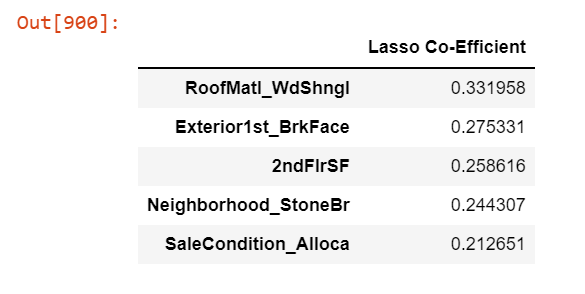 Out[900]:
Lasso Co-Efficient
RoofMatl_WdShngl 0.331958
Exterior1st_BrkFace 0.275331
2ndFlrSF 0.258616
Neighborhood_StoneBr 0.244307
SaleCondition_Alloca 0.212651